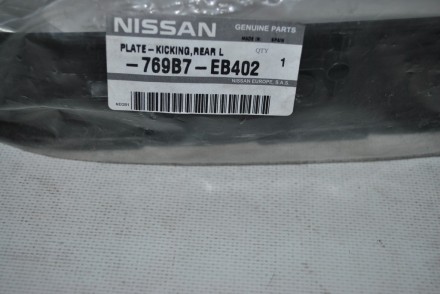 NISSAN GENUINE PARTS
MADE IN SPAIN
PLATE-KICKING,REAR L QTY
-769B7-EB402 1
NISSAN EUROPE, S.A.S.